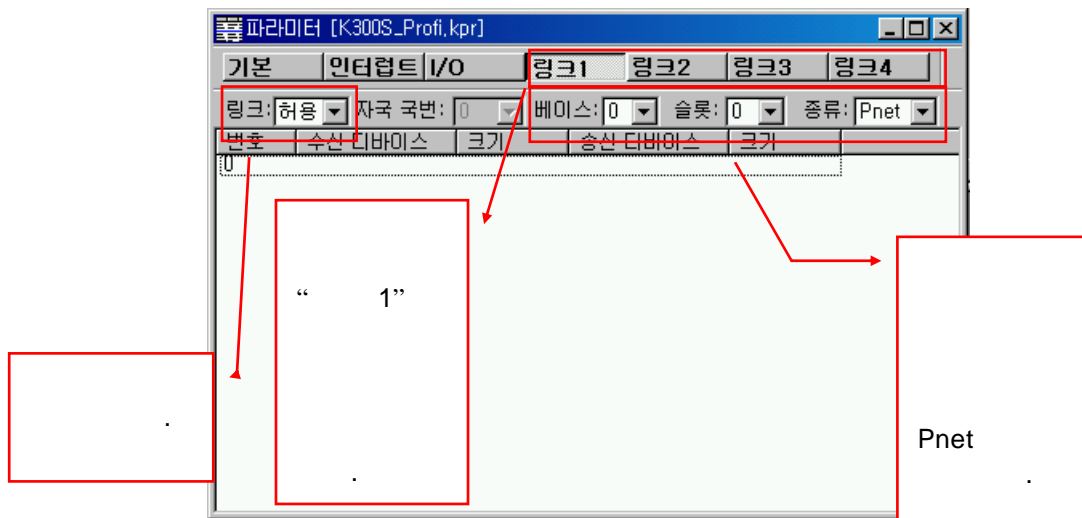 파라미터 [K300S_Profi.kpr]
기본 인터럽트 I/O 링크1 링크2 링크3 링크4
링크: 허용 자국 국번: 0 베이스: 0 슬롯: 0 종류: Pnet
번호 수신 디바이스 크기 송신 디바이스 크기
0
“ 1”
.
.
Pnet
.